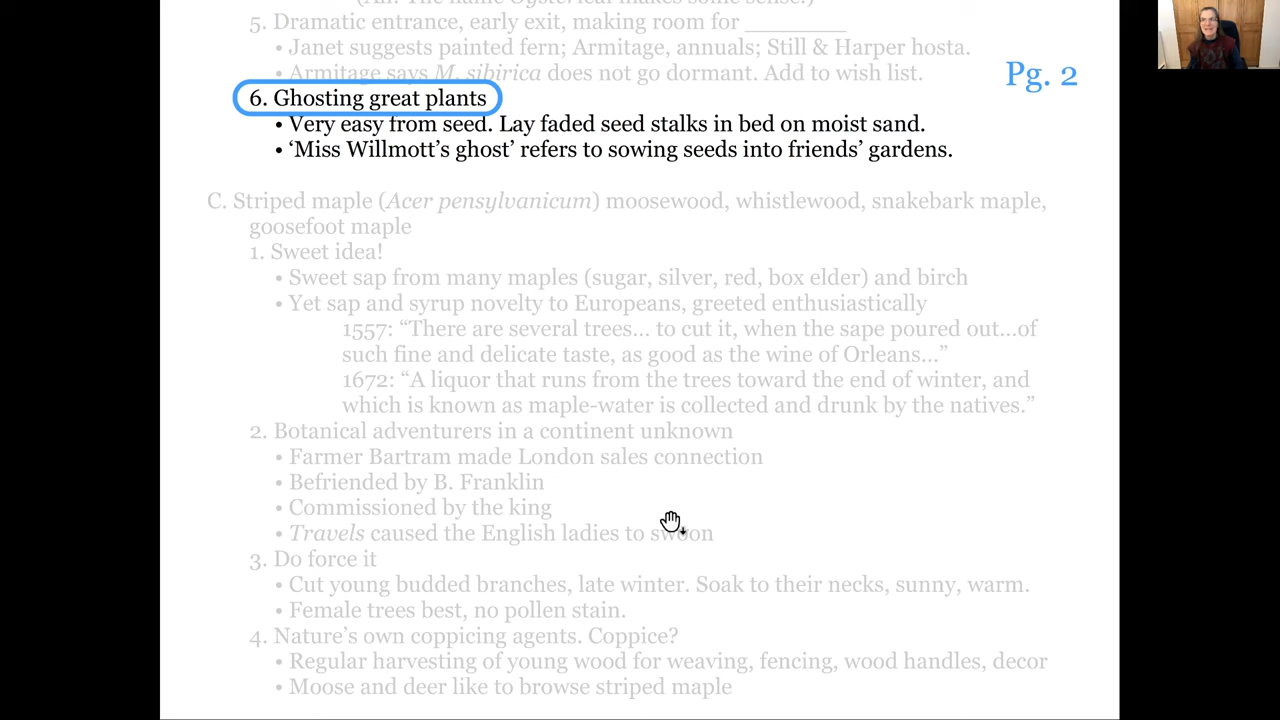 (Ah! The name Oysterleaf makes some sense!)
5. Dramatic entrance, early exit, making room for ________
• Janet suggests painted fern; Armitage, annuals; Still & Harper hosta.
• Armitage says M. sibirica does not go dormant. Add to wish list.
Pg. 2
6. Ghosting great plants
• Very easy from seed. Lay faded seed stalks in bed on moist sand.
• ‘Miss Willmott’s ghost’ refers to sowing seeds into friends’ gardens.
C. Striped maple (Acer pensylvanicum) moosewood, whistlewood, snakebark maple,
goosefoot maple
1. Sweet idea!
• Sweet sap from many maples (sugar, silver, red, box elder) and birch
• Yet sap and syrup novelty to Europeans, greeted enthusiastically
1557: “There are several trees... to cut it, when the sape poured out...of
such fine and delicate taste, as good as the wine of Orleans...”
1672: “A liquor that runs from the trees toward the end of winter, and
which is known as maple-water is collected and drunk by the natives.”
2. Botanical adventurers in a continent unknown
• Farmer Bartram made London sales connection
• Befriended by B. Franklin
• Commissioned by the king
• Travels caused the English ladies to swoon
3. Do force it
• Cut young budded branches, late winter. Soak to their necks, sunny, warm.
• Female trees best, no pollen stain.
4. Nature’s own coppicing agents. Coppice?
• Regular harvesting of young wood for weaving, fencing, wood handles, decor
• Moose and deer like to browse striped maple